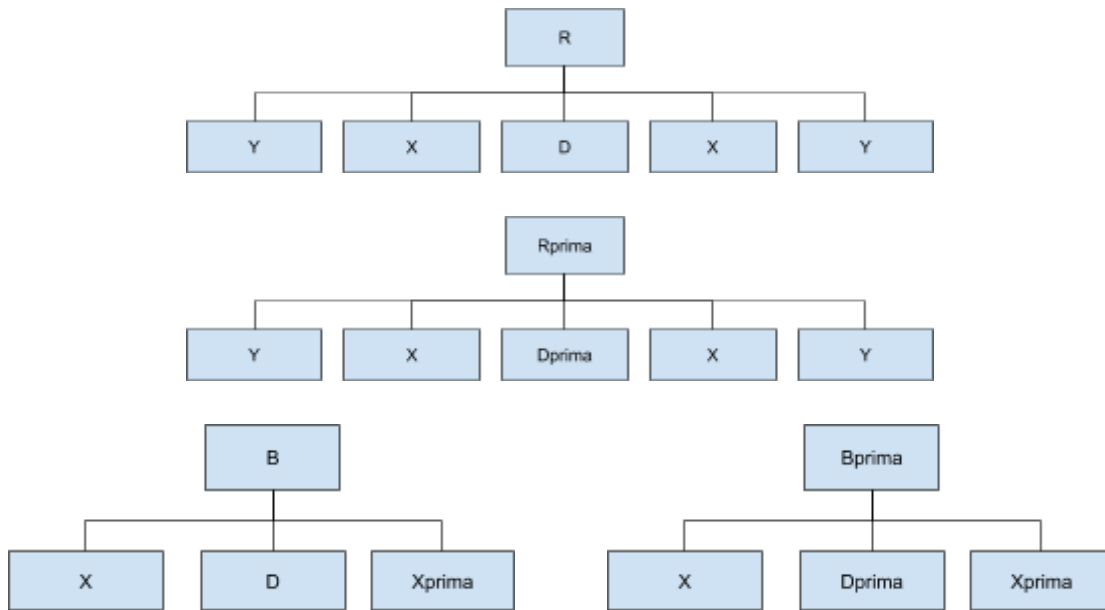 R
Y X D X Y
Rprima
Y X Dprima X Y
B Bprima
X D Xprima X Dprima Xprima